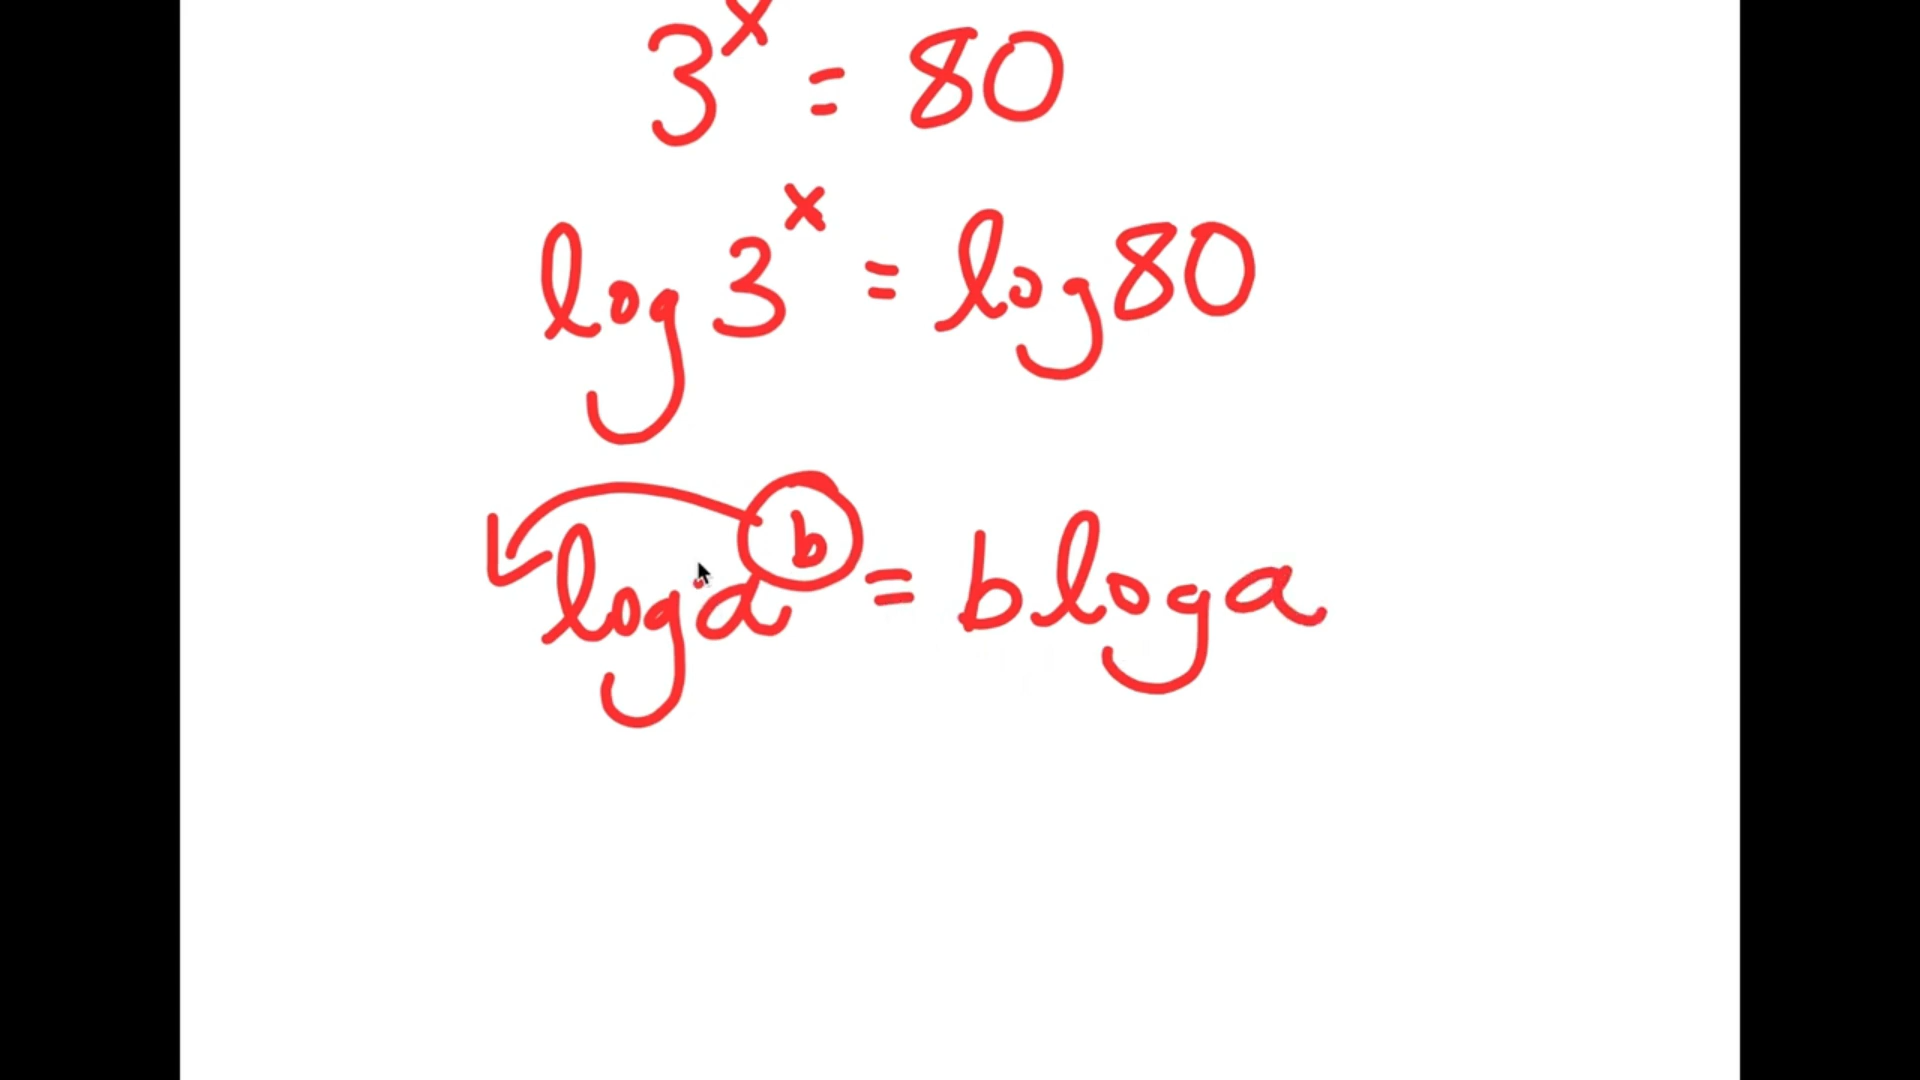 3^x = 80
log 3^x = log 80
log a^b = b log a